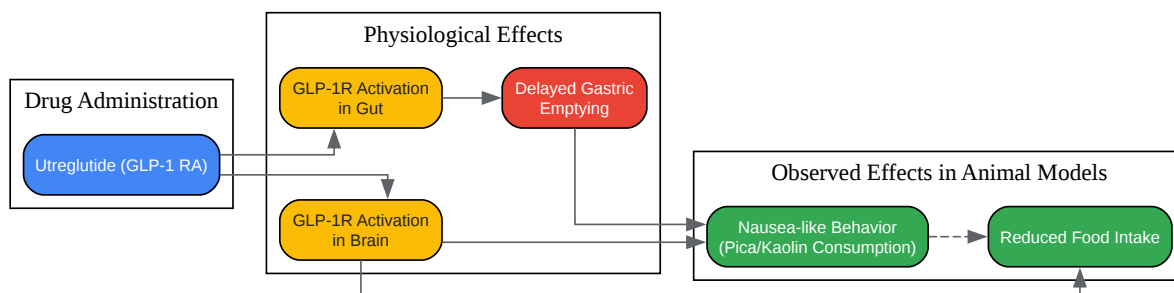 Physiological Effects
GLP-1R Activation
in Gut
Delayed Gastric
Emptying
Drug Administration
Utreglutide (GLP-1 RA)
GLP-1R Activation
in Brain
Observed Effects in Animal Models
Nausea-like Behavior
(Pica/Kaolin Consumption)
Reduced Food Intake